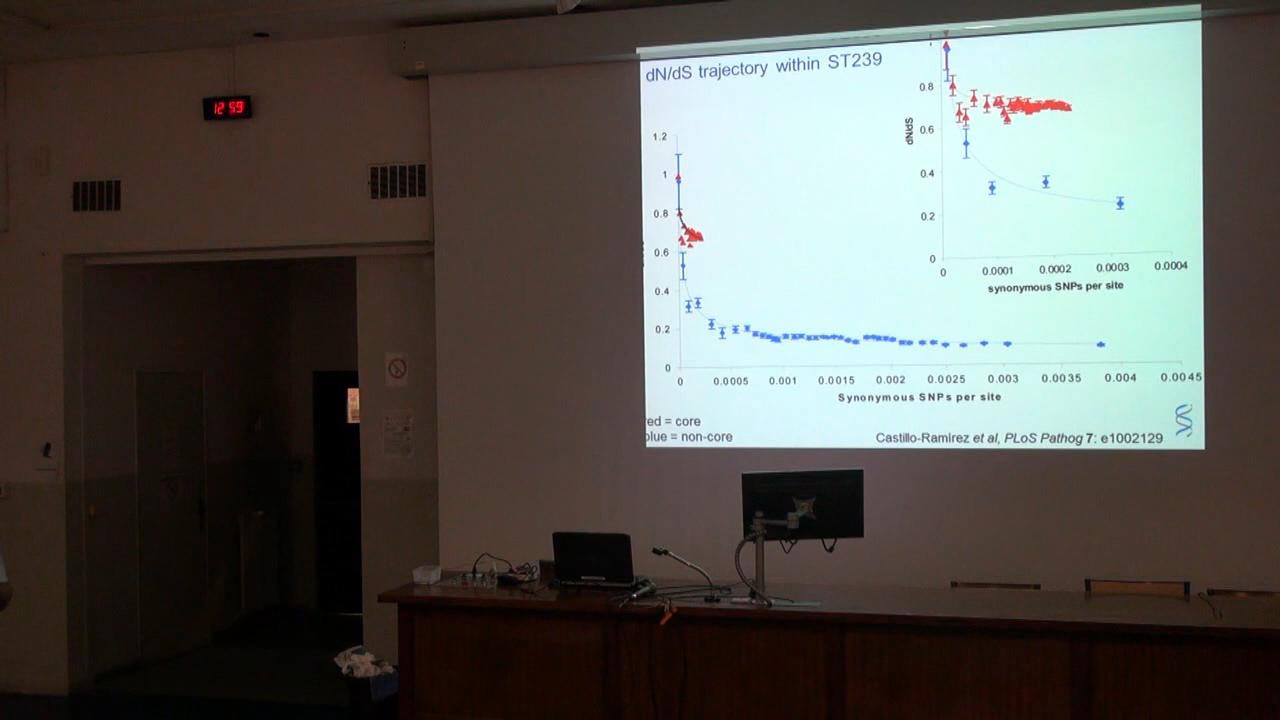 12 59
dN/dS trajectory within ST239
1.2
1
0.8
0.6
0.4
0.2
0
0 0.0005 0.001 0.0015 0.002 0.0025 0.003 0.0035 0.004 0.0045
Synonymous SNPs per site
1
0.8
0.6
0.4
0.2
0
dN/dS
0 0.0001 0.0002 0.0003 0.0004
synonymous SNPs per site
ed = core
blue = non-core
Castillo-Ramirez et al, PLoS Pathog 7: e1002129